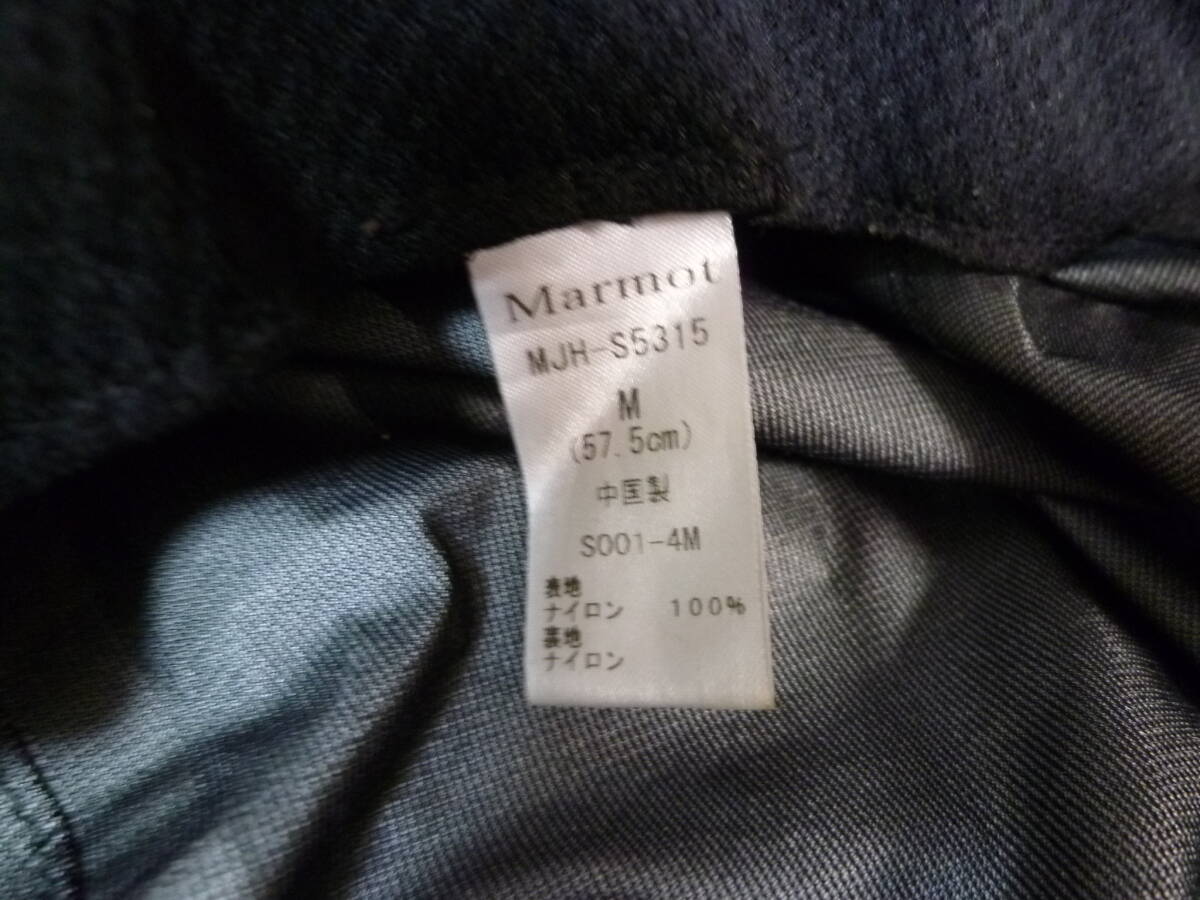 Marmot
MJH-S5315
M
(57.5cm)
中国製
S001-4M
表地
ナイロン 100%
裏地
ナイロン